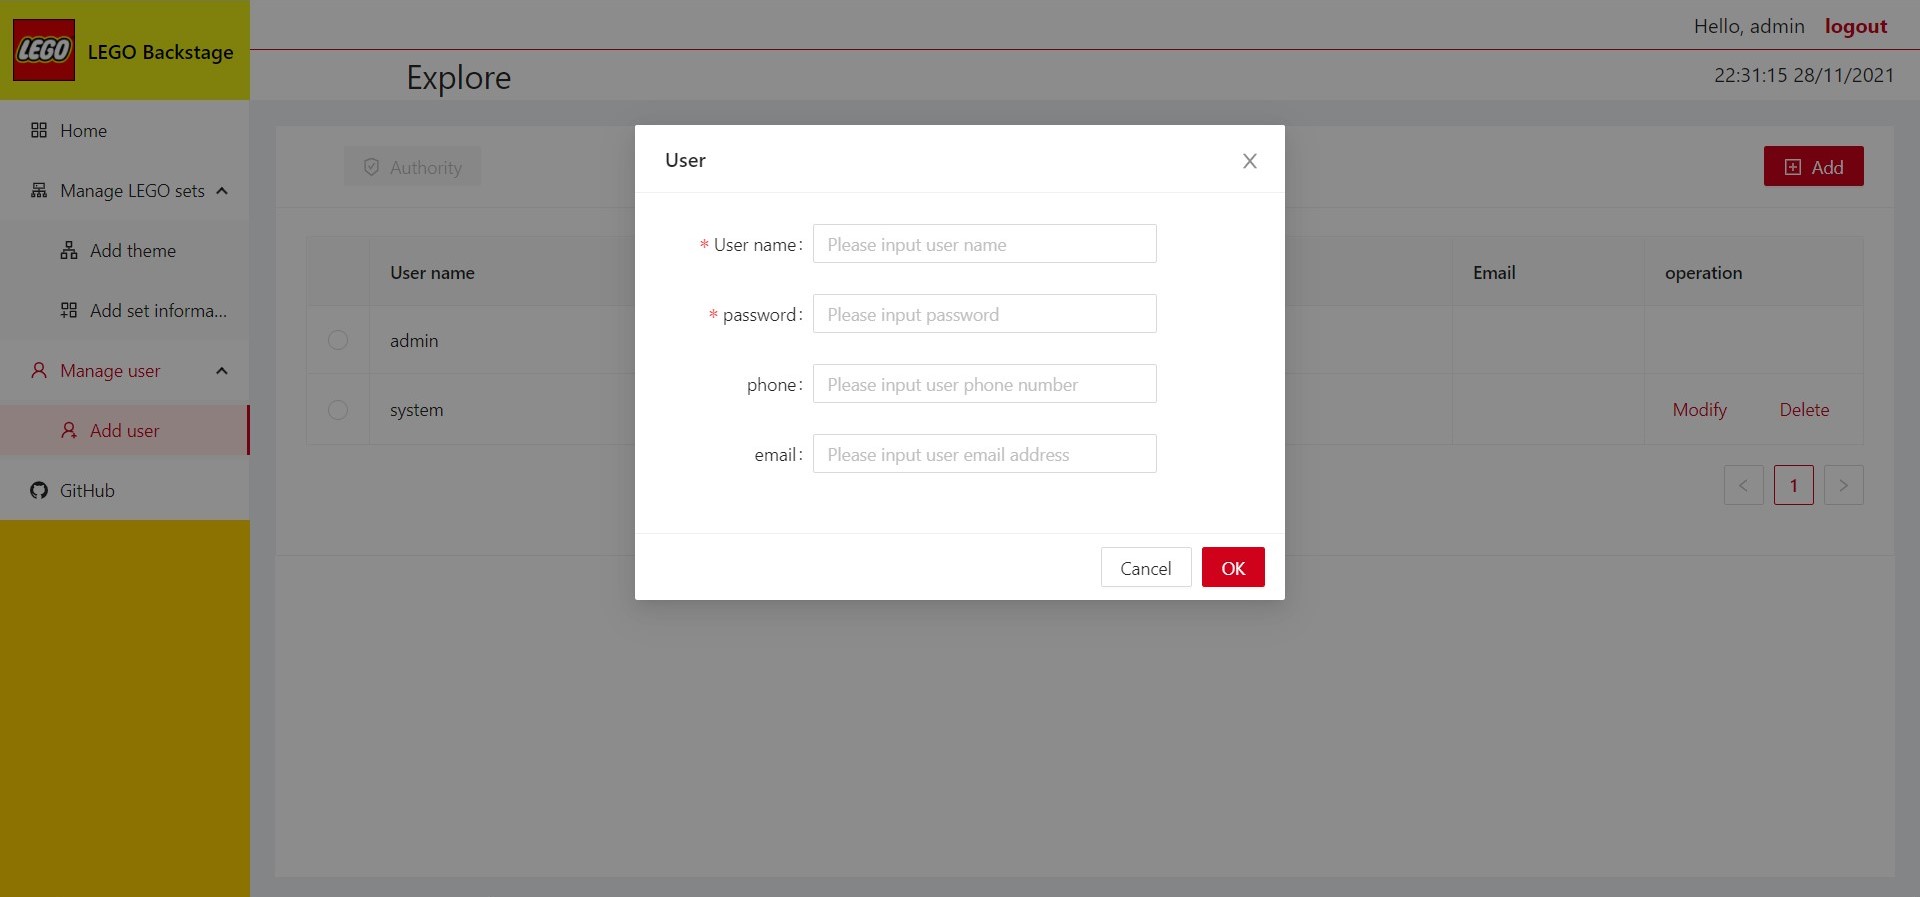 LEGO
LEGO Backstage
Hello, admin logout
Explore
22:31:15 28/11/2021
Home
Manage LEGO sets
Add theme
Add set informa...
Manage user
Add user
GitHub
Authority
Add
User name Email operation
admin
system Modify Delete
< 1 >
User
* User name: Please input user name
* password: Please input password
phone: Please input user phone number
email: Please input user email address
Cancel OK